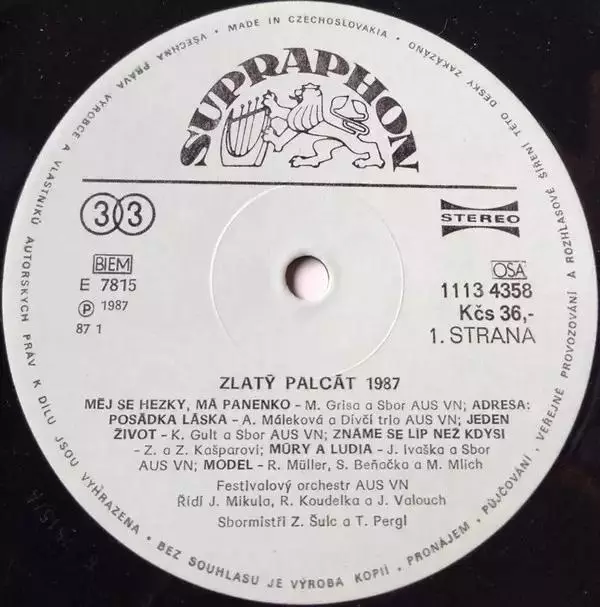 VŠECHNA PRÁVA VÝROBCE A VLASTNÍKŮ AUTORSKÝCH PRÁV K DÍLU JSOU VYHRAZENA • BEZ SOUHLASU JE VÝROBA KOPIÍ, PRONÁJEM, PŮJČOVÁNÍ, VEŘEJNÉ PROVOZOVÁNÍ A ROZHLASOVÉ ŠÍŘENÍ TÉTO DESKY ZAKÁZÁNO • MADE IN CZECHOSLOVAKIA •
SUPRAPHON
33
STEREO
BIEM
OSA
E 7815
1113 4358
℗ 1987
Kčs 36,-
87 1
1. STRANA
ZLATÝ PALCÁT 1987
MĚJ SE HEZKY, MÁ PANENKO - M. Grisa a Sbor AUS VN; ADRESA:
POSÁDKA LÁSKA - A. Máleková a Dívčí trio AUS VN; JEDEN
ŽIVOT - K. Gult a Sbor AUS VN; ZNÁME SE LÍP NEŽ KDYSI
- Z. a Z. Kašparovi; MÚRY A ĽUDIA - J. Ivaška a Sbor
AUS VN; MODEL - R. Müller, S. Beňačka a M. Mlich
Festivalový orchestr AUS VN
Řídí J. Mikula, R. Koudelka a J. Valouch
Sbormistři Z. Šulc a T. Pergl